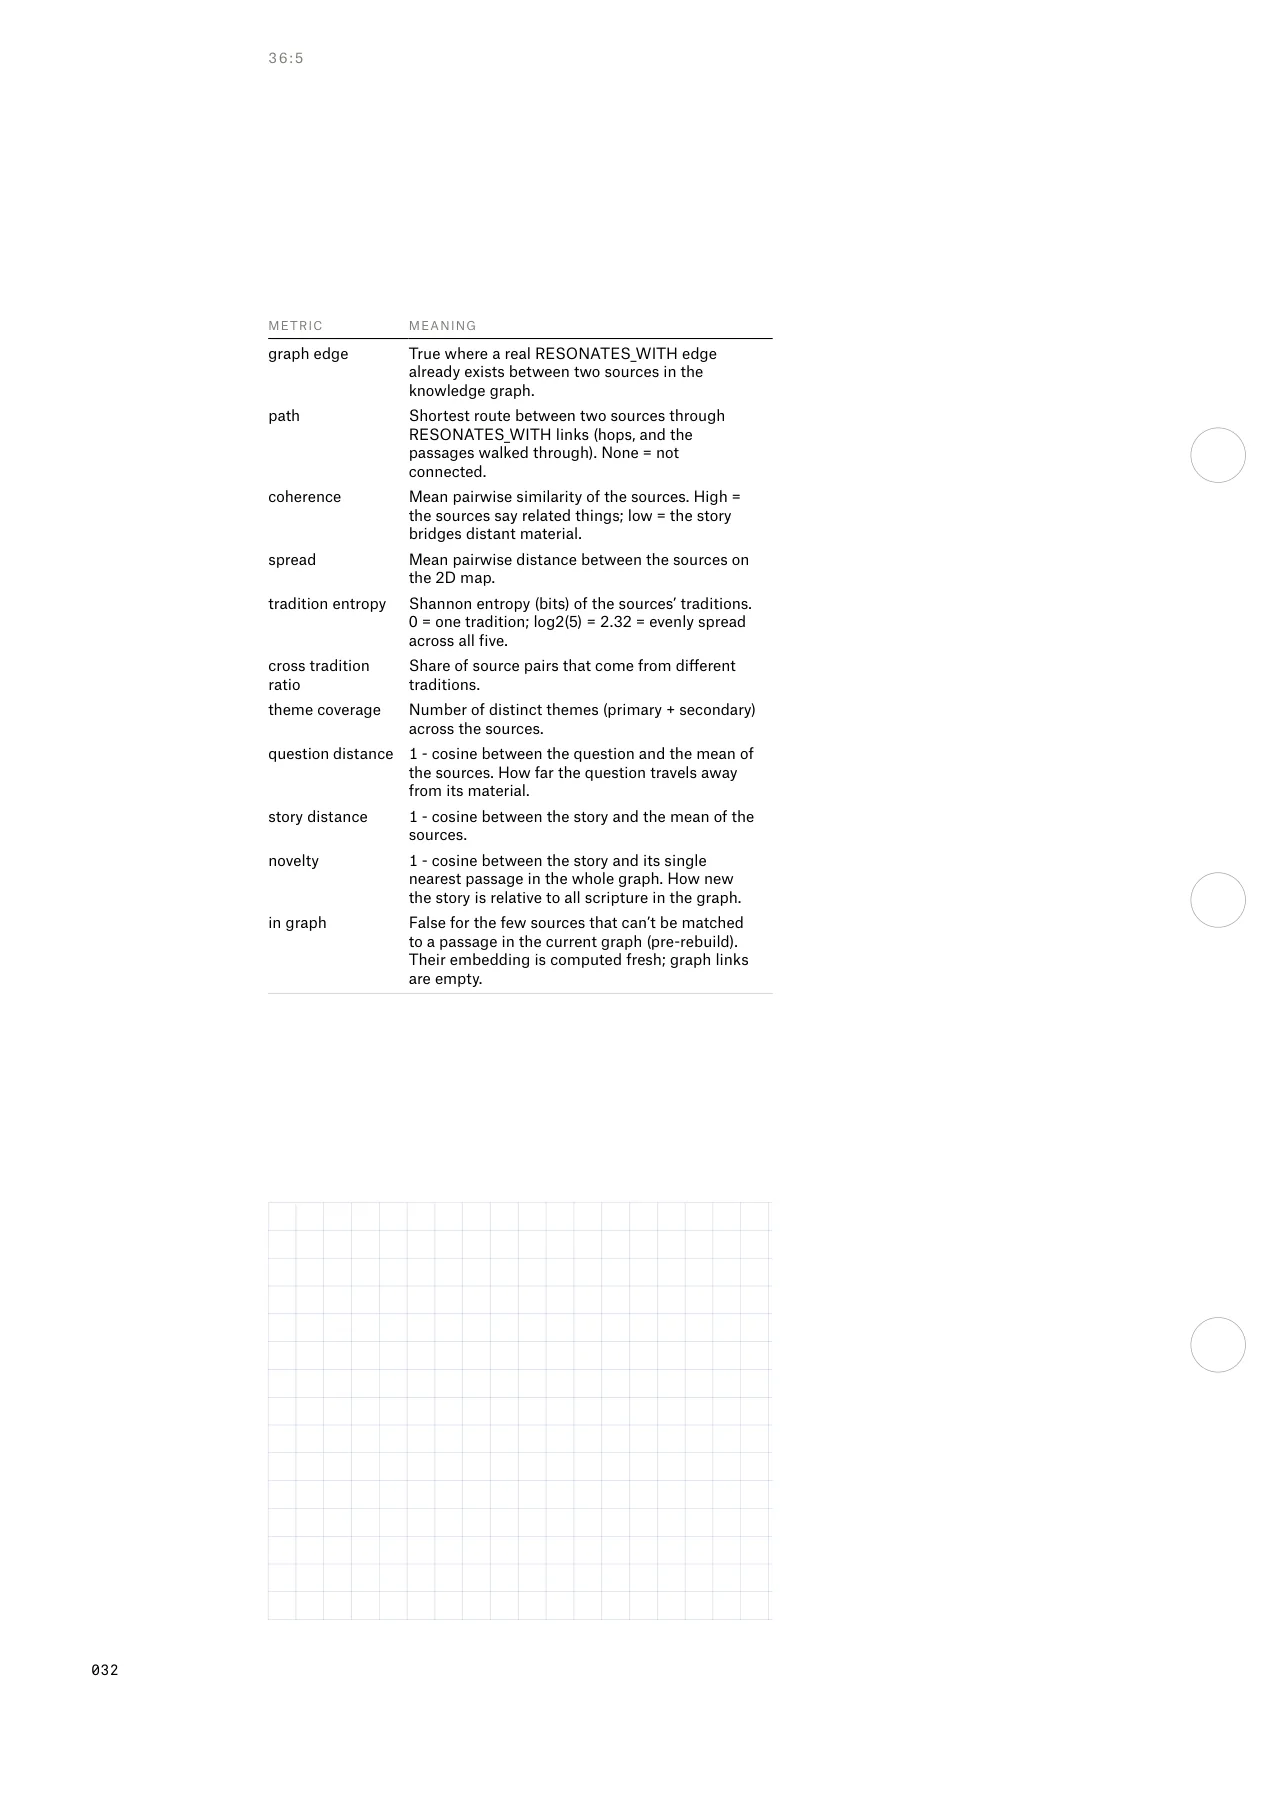 36:5
METRIC MEANING
graph edge True where a real RESONATES_WITH edge
already exists between two sources in the
knowledge graph.
path Shortest route between two sources through
RESONATES_WITH links (hops, and the
passages walked through). None = not
connected.
coherence Mean pairwise similarity of the sources. High =
the sources say related things; low = the story
bridges distant material.
spread Mean pairwise distance between the sources on
the 2D map.
tradition entropy Shannon entropy (bits) of the sources’ traditions.
0 = one tradition; log2(5) = 2.32 = evenly spread
across all five.
cross tradition Share of source pairs that come from different
ratio traditions.
theme coverage Number of distinct themes (primary + secondary)
across the sources.
question distance 1 - cosine between the question and the mean of
the sources. How far the question travels away
from its material.
story distance 1 - cosine between the story and the mean of the
sources.
novelty 1 - cosine between the story and its single
nearest passage in the whole graph. How new
the story is relative to all scripture in the graph.
in graph False for the few sources that can’t be matched
to a passage in the current graph (pre-rebuild).
Their embedding is computed fresh; graph links
are empty.
032